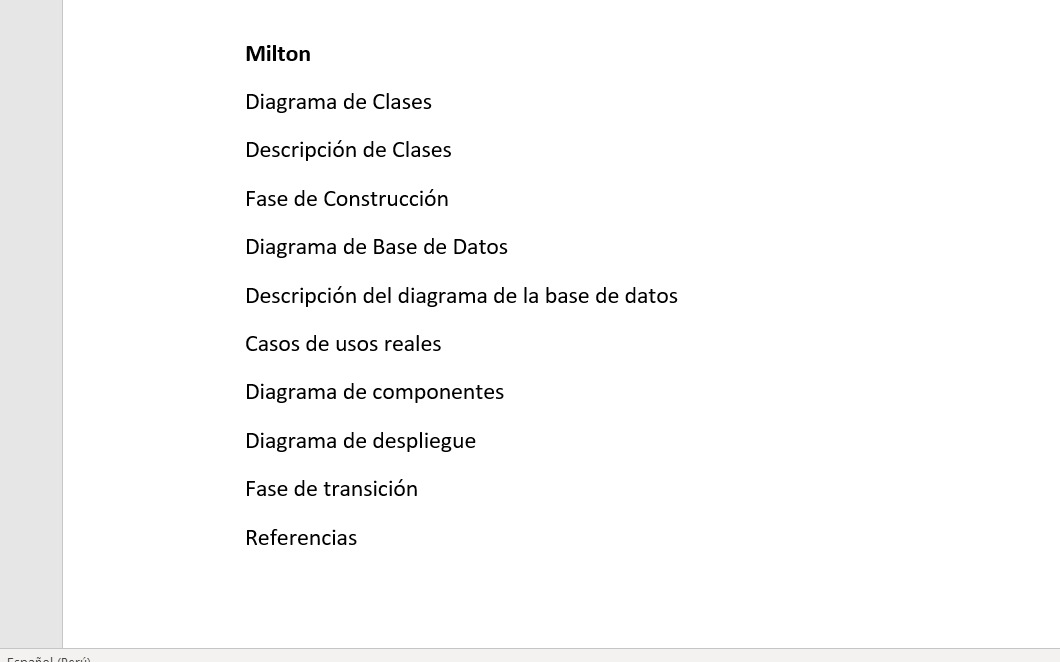 Milton
Diagrama de Clases
Descripción de Clases
Fase de Construcción
Diagrama de Base de Datos
Descripción del diagrama de la base de datos
Casos de usos reales
Diagrama de componentes
Diagrama de despliegue
Fase de transición
Referencias
Español (Perú)